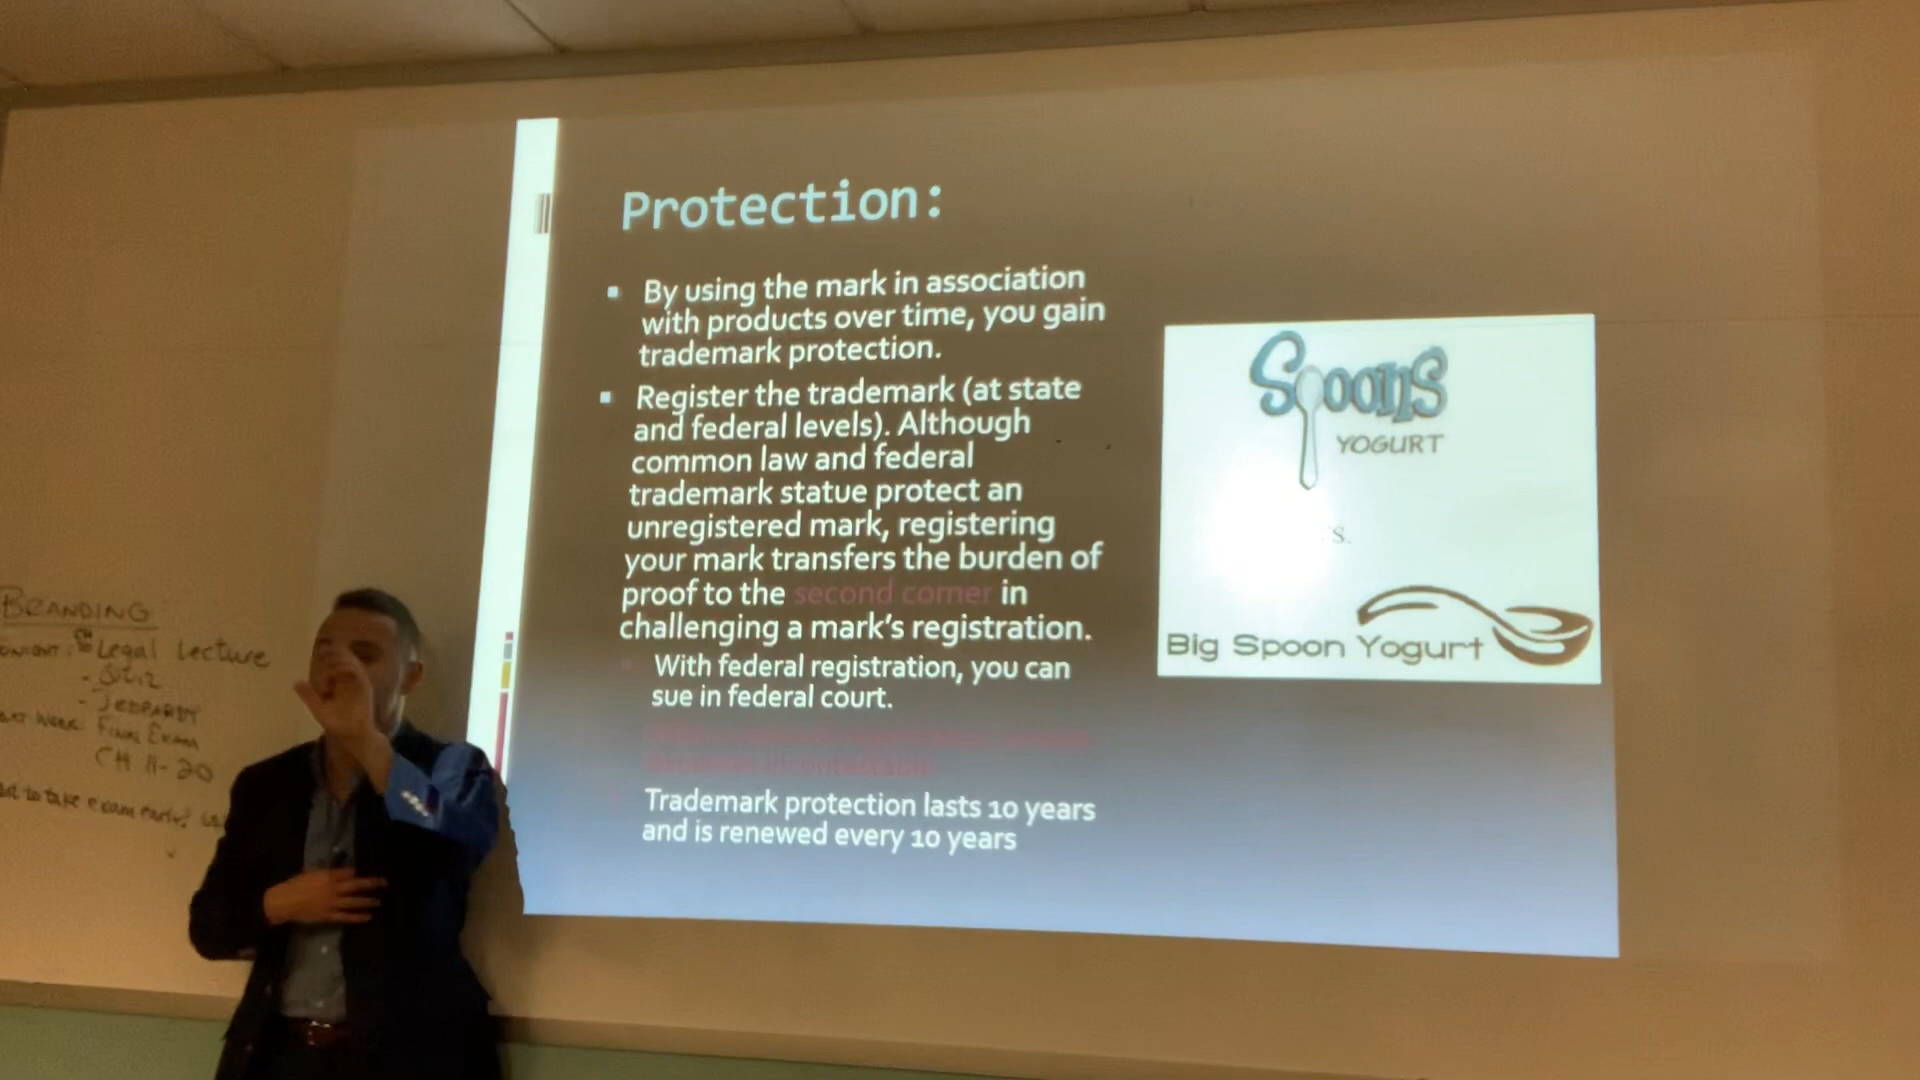 Protection:
By using the mark in association
with products over time, you gain
trademark protection.
Register the trademark (at state
and federal levels). Although
common law and federal
trademark statue protect an
unregistered mark, registering
your mark transfers the burden of
proof to the second comer in
challenging a mark's registration.
With federal registration, you can
sue in federal court.
Trademark protection lasts 10 years
and is renewed every 10 years
Spoons
YOGURT
Big Spoon Yogurt
BRANDING
Legal Lecture
- JEOPARDY
Final Exam
CH 11-20
to take exam early?